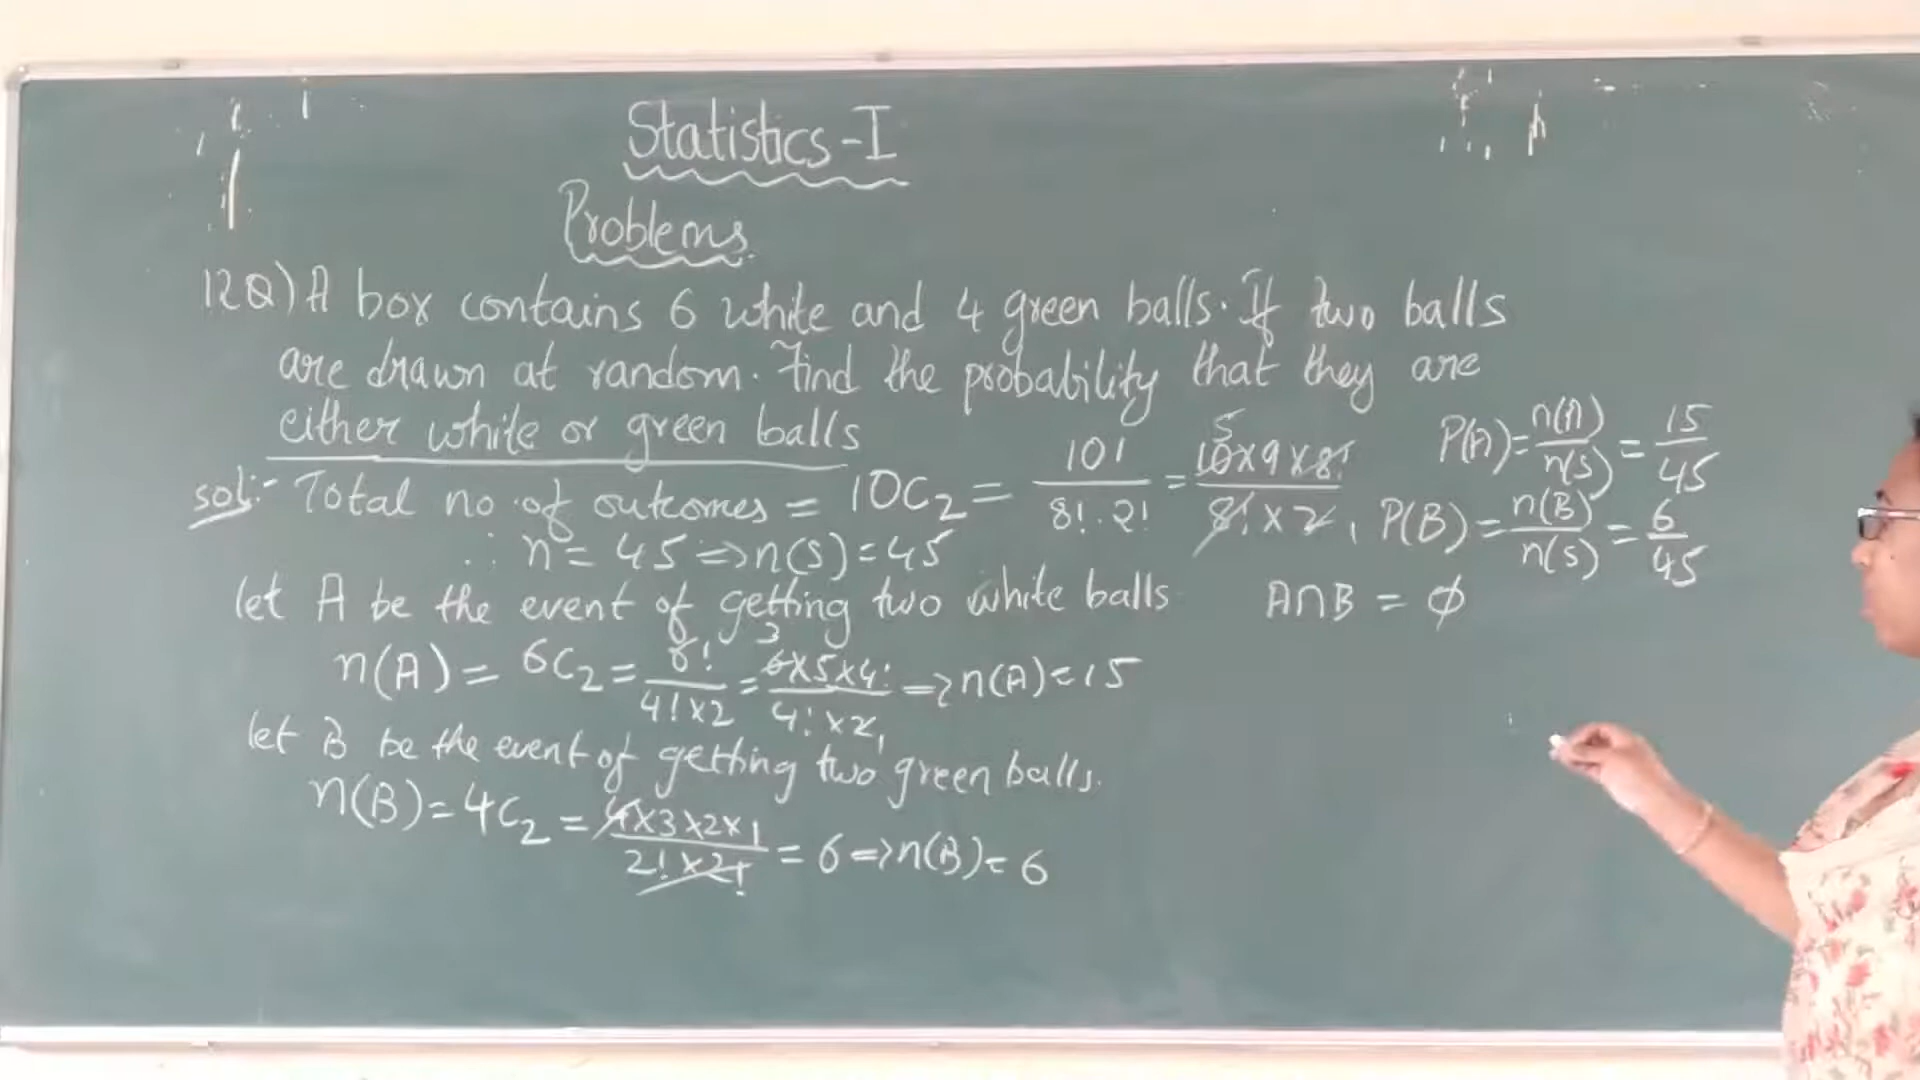 Statistics-I
Problems
12Q) A box contains 6 white and 4 green balls. If two balls
are drawn at random. Find the probability that they are
either white or green balls
sol:- Total no. of outcomes = 10C₂ = 10! / 8!.2! = 10x9x8! / 8!x2 5 1
∴ n = 45 => n(S) = 45
let A be the event of getting two white balls
n(A) = 6C₂ = 6! / 4!x2 = 6x5x4! / 4!x2 3 1 => n(A) = 15
let B be the event of getting two green balls.
n(B) = 4C₂ = 4x3x2x1 / 2!x2! = 6 => n(B) = 6
P(A) = n(A) / n(S) = 15 / 45
P(B) = n(B) / n(S) = 6 / 45
A∩B = ϕ